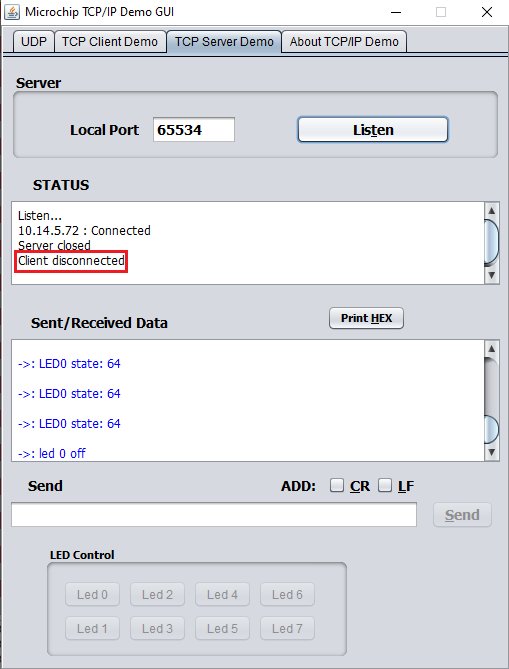 Microchip TCP/IP Demo GUI
UDP TCP Client Demo TCP Server Demo About TCP/IP Demo
Server
Local Port 65534 Listen
STATUS
Listen...
10.14.5.72 : Connected
Server closed
Client disconnected
Sent/Received Data Print HEX
->: LED0 state: 64
->: LED0 state: 64
->: LED0 state: 64
->: led 0 off
Send ADD: CR LF
Send
LED Control
Led 0 Led 2 Led 4 Led 6
Led 1 Led 3 Led 5 Led 7